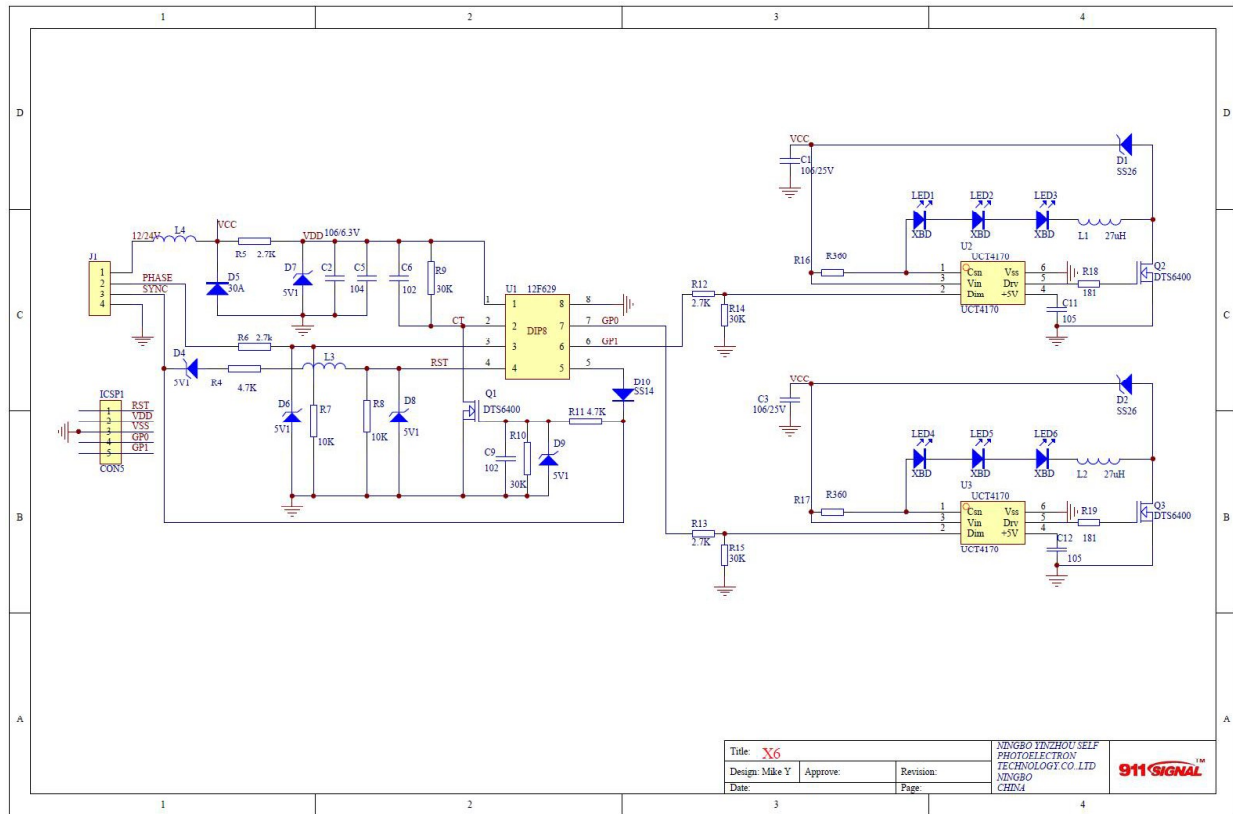 1 2 3 4
D D
VCC
C1
106/25V
D1
SS26
LED1 LED2 LED3
XBD XBD XBD
L1 27uH
12/24V
L4
VCC
R5 2.7K
VDD
106/6.3V
J1
1
2
3
4
PHASE
SYNC
D5
30A
D7
5V1
C2
C5
104
C6
102
R9
30K
CT
U1 12F629
1 8
2 7
3 6
4 5
DIP8
1
2
3
4
8
7
6
5
GP0
GP1
R12
2.7K
R14
30K
R16
R360
U2
UCT4170
1 Csn Vss 6
3 Vin Drv 5
2 Dim +5V 4
UCT4170
R18
181
Q2
DTS6400
C11
105
C C
R6 2.7k
D4
5V1
R4
4.7K
L3
RST
D10
SS14
D6
5V1
R7
10K
R8
10K
D8
5V1
Q1
DTS6400
R11 4.7K
C9
102
R10
30K
D9
5V1
ICSP1
1 RST
2 VDD
3 VSS
4 GP0
5 GP1
CON5
VCC
C3
106/25V
D2
SS26
LED4 LED5 LED6
XBD XBD XBD
L2 27uH
R17
R360
U3
UCT4170
1 Csn Vss 6
3 Vin Drv 5
2 Dim +5V 4
UCT4170
R19
181
Q3
DTS6400
C12
105
R13
2.7K
R15
30K
B B
A A
Title: X6
Design: Mike Y Approve: Revision:
Date: Page:
NINGBO YINZHOU SELF
PHOTOELECTRON
TECHNOLOGY.CO.,LTD
NINGBO
CHINA
911 SIGNAL TM
1 2 3 4